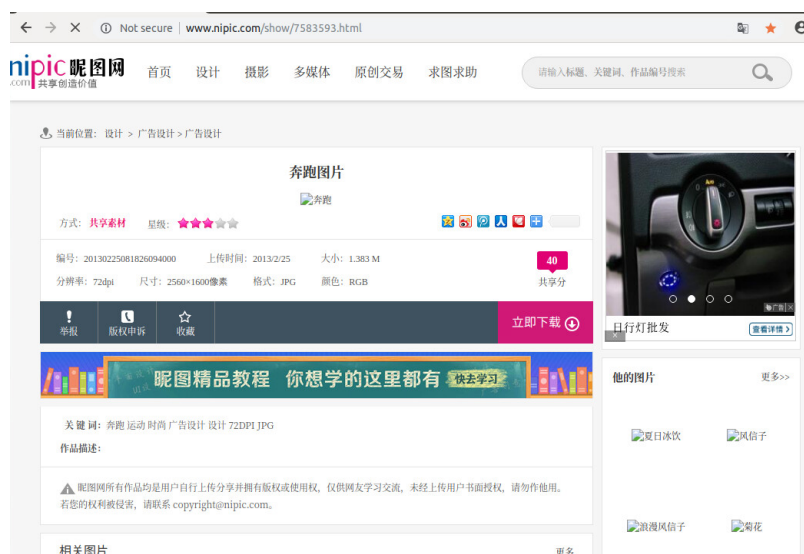 Not secure | www.nipic.com/show/7583593.html
nipic昵图网
.com 共享创造价值
首页 设计 摄影 多媒体 原创交易 求图求助
请输入标题、关键词、作品编号搜索
当前位置: 设计 > 广告设计 > 广告设计
奔跑图片
奔跑
方式: 共享素材 星级:
编号: 20130225081826094000 上传时间: 2013/2/25 大小: 1.383 M
40
分辨率: 72dpi 尺寸: 2560×1600像素 格式: JPG 颜色: RGB
共享分
举报 版权申诉 收藏
立即下载
日行灯批发
查看详情
广告
昵图精品教程 你想学的这里都有 快去学习
他的图片 更多>>
关 键 词: 奔跑 运动 时尚 广告设计 设计 72DPI JPG
作品描述:
夏日冰饮 风信子
昵图网所有作品均是用户自行上传分享并拥有版权或使用权, 仅供网友学习交流, 未经上传用户书面授权, 请勿作他用。
若您的权利被侵害, 请联系 copyright@nipic.com。
浪漫风信子 菊花
相关图片 更多